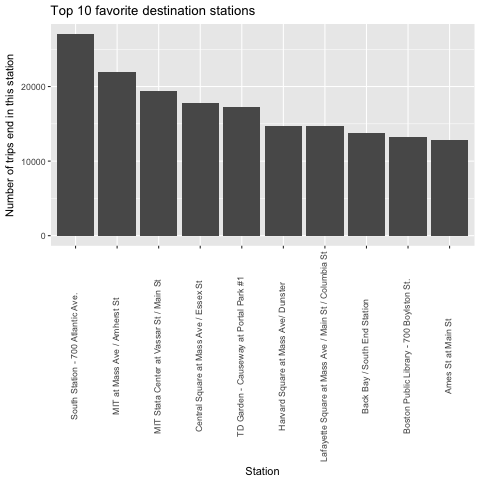 Top 10 favorite destination stations
Number of trips end in this station
20000
10000
0
South Station - 700 Atlantic Ave.
MIT at Mass Ave / Amherst St
MIT Stata Center at Vassar St / Main St
Central Square at Mass Ave / Essex St
TD Garden - Causeway at Portal Park #1
Harvard Square at Mass Ave/ Dunster
Lafayette Square at Mass Ave / Main St / Columbia St
Back Bay / South End Station
Boston Public Library - 700 Boylston St.
Ames St at Main St
Station